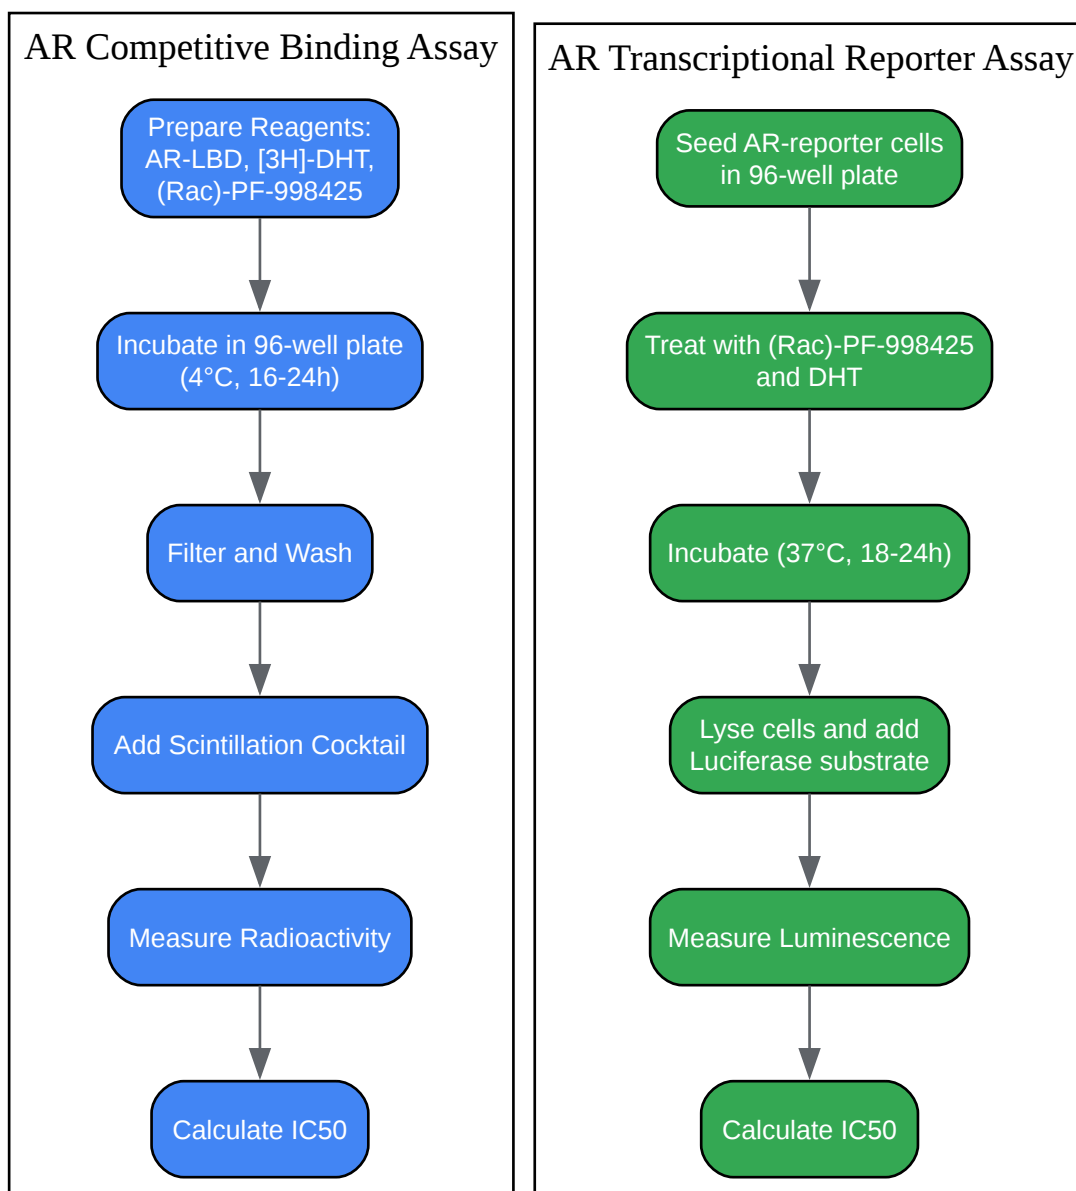 AR Competitive Binding Assay
Prepare Reagents:
AR-LBD, [3H]-DHT,
(Rac)-PF-998425
Incubate in 96-well plate
(4°C, 16-24h)
Filter and Wash
Add Scintillation Cocktail
Measure Radioactivity
Calculate IC50
AR Transcriptional Reporter Assay
Seed AR-reporter cells
in 96-well plate
Treat with (Rac)-PF-998425
and DHT
Incubate (37°C, 18-24h)
Lyse cells and add
Luciferase substrate
Measure Luminescence
Calculate IC50